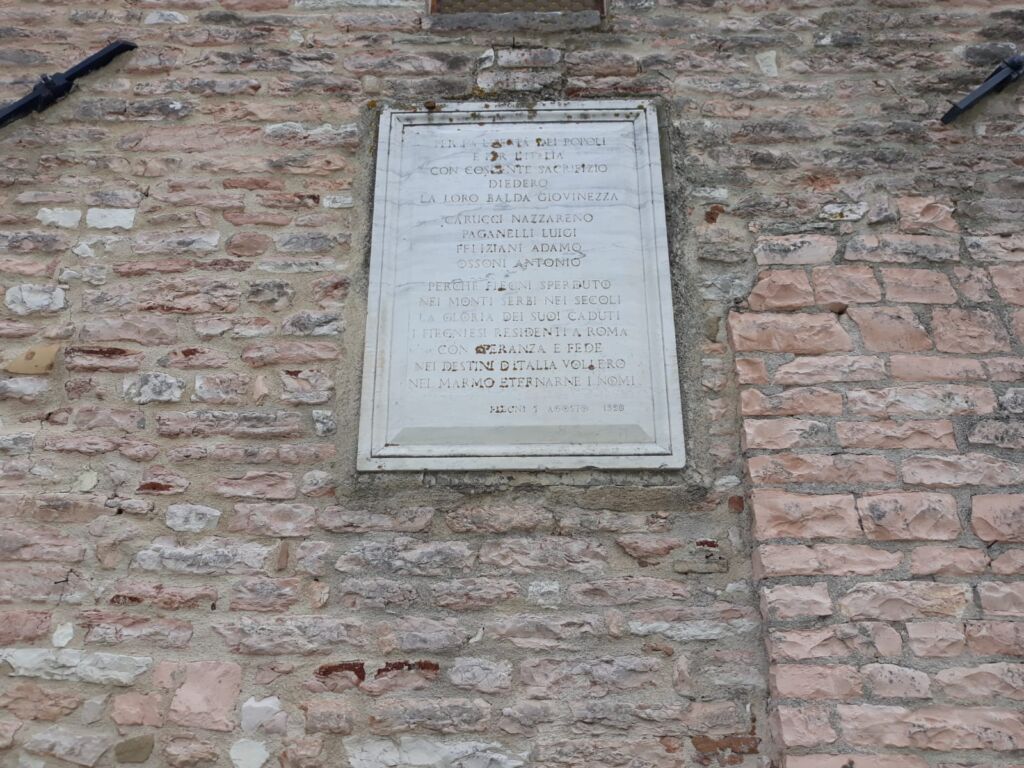 PER LA LIBERTÀ DEI POPOLI
E PER L'ITALIA
CON COSCIENTE SACRIFIZIO
DIEDERO
LA LORO BALDA GIOVINEZZA
CARUCCI NAZZARENO
PAGANELLI LUIGI
FELIZIANI ADAMO
OSSONI ANTONIO
PERCHÈ FIEGNI SPERDUTO
NEI MONTI SERBI NEI SECOLI
LA GLORIA DEI SUOI CADUTI
I FIEGNIESI RESIDENTI A ROMA
CON SPERANZA E FEDE
NEI DESTINI D'ITALIA VOLLERO
NEL MARMO ETERNARNE I NOMI
FIEGNI 5 AGOSTO 1920